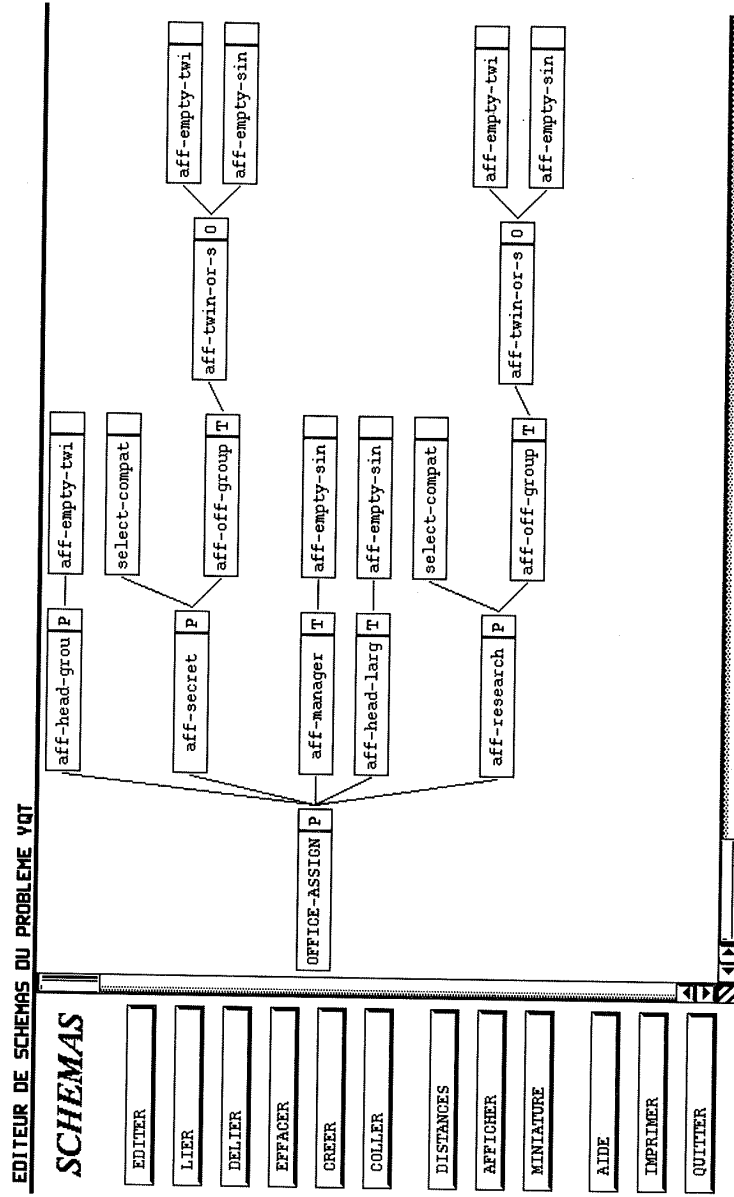 EDITEUR DE SCHEMAS DU PROBLEME YQT
SCHEMAS
EDITER
LIER
DELIER
EFFACER
CREER
COLLER
DISTANCES
AFFICHER
MINIATURE
AIDE
IMPRIMER
QUITTER
OFFICE-ASSIGN P
aff-head-grou P
aff-empty-twi
aff-secret P
select-compat
aff-off-group T
aff-twin-or-s O
aff-empty-twi
aff-empty-sin
aff-manager T
aff-empty-sin
aff-head-larg T
aff-empty-sin
aff-research P
select-compat
aff-off-group T
aff-twin-or-s O
aff-empty-twi
aff-empty-sin